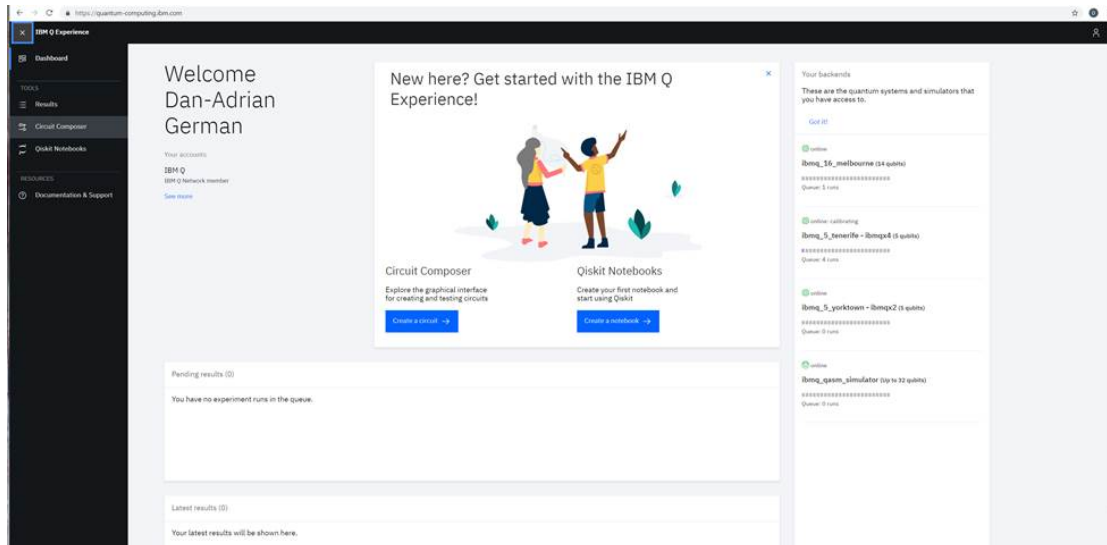 https://quantum-computing.ibm.com
IBM Q Experience
Dashboard
TOOLS
Results
Circuit Composer
Qiskit Notebooks
RESOURCES
Documentation & Support
Welcome
Dan-Adrian
German
Your accounts
IBM Q
IBM Q Network member
See more
New here? Get started with the IBM Q
Experience!
Circuit Composer
Explore the graphical interface
for creating and testing circuits
Create a circuit →
Qiskit Notebooks
Create your first notebook and
start using Qiskit
Create a notebook →
Pending results (0)
You have no experiment runs in the queue.
Latest results (0)
Your latest results will be shown here.
Your backends
These are the quantum systems and simulators that
you have access to.
Got it!
online
ibmq_16_melbourne (14 qubits)
Queue: 1 runs
online - calibrating
ibmq_5_tenerife - ibmqx4 (5 qubits)
Queue: 4 runs
online
ibmq_5_yorktown - ibmqx2 (5 qubits)
Queue: 0 runs
online
ibmq_qasm_simulator (up to 32 qubits)
Queue: 0 runs